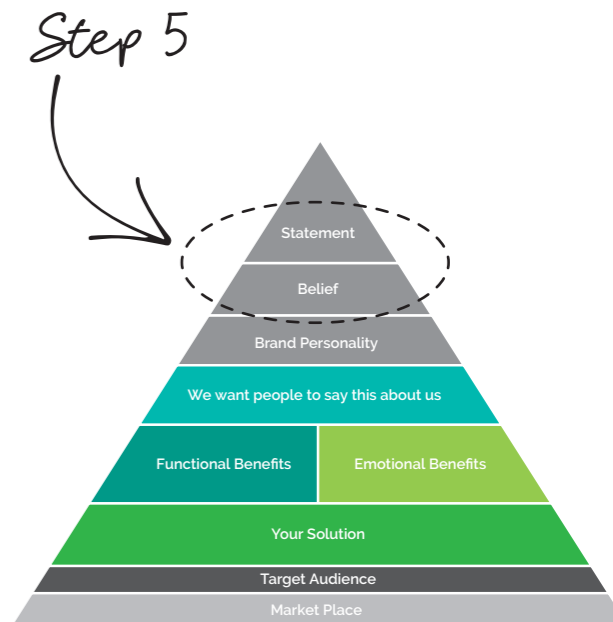 Step 5
Statement
Belief
Brand Personality
We want people to say this about us
Functional Benefits
Emotional Benefits
Your Solution
Target Audience
Market Place